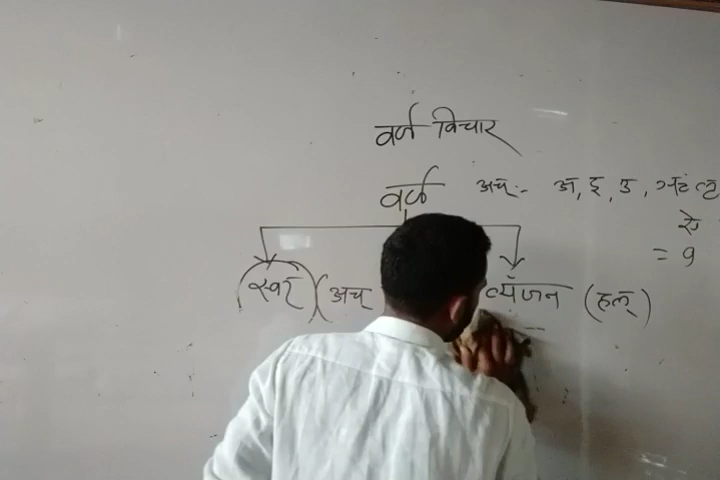 वर्ण विचार
वर्ण अच् :- अ, इ, उ, ऋ ऌ
ऐ
= 9
स्वर (अच् व्यंजन (हल्)